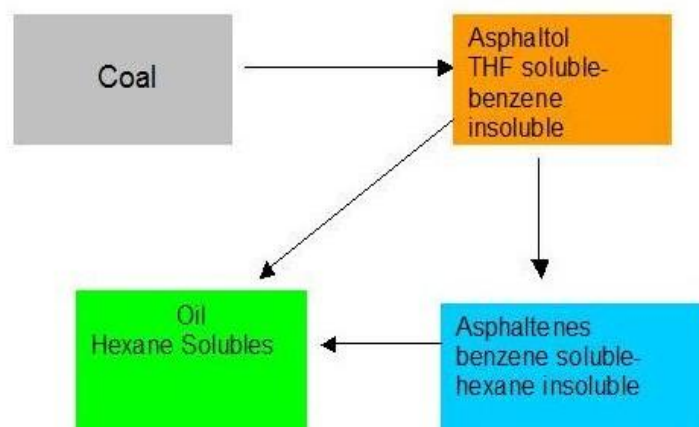 Coal
Asphaltol
THF soluble-
benzene
insoluble
Oil
Hexane Solubles
Asphaltenes
benzene soluble-
hexane insoluble